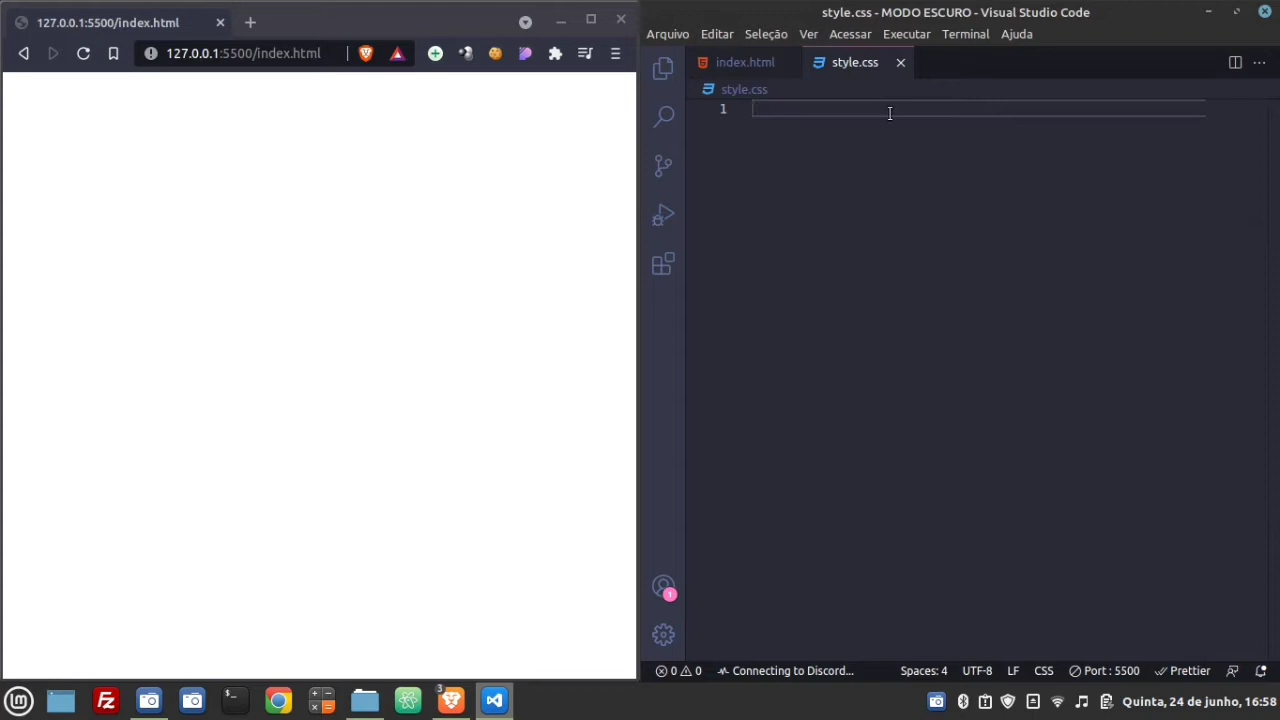 127.0.0.1:5500/index.html
127.0.0.1:5500/index.html
style.css - MODO ESCURO - Visual Studio Code
Arquivo Editar Seleção Ver Acessar Executar Terminal Ajuda
index.html style.css
style.css
1
1
0 0 Connecting to Discord... Spaces: 4 UTF-8 LF CSS Port : 5500 Prettier
3
Quinta, 24 de junho, 16:58